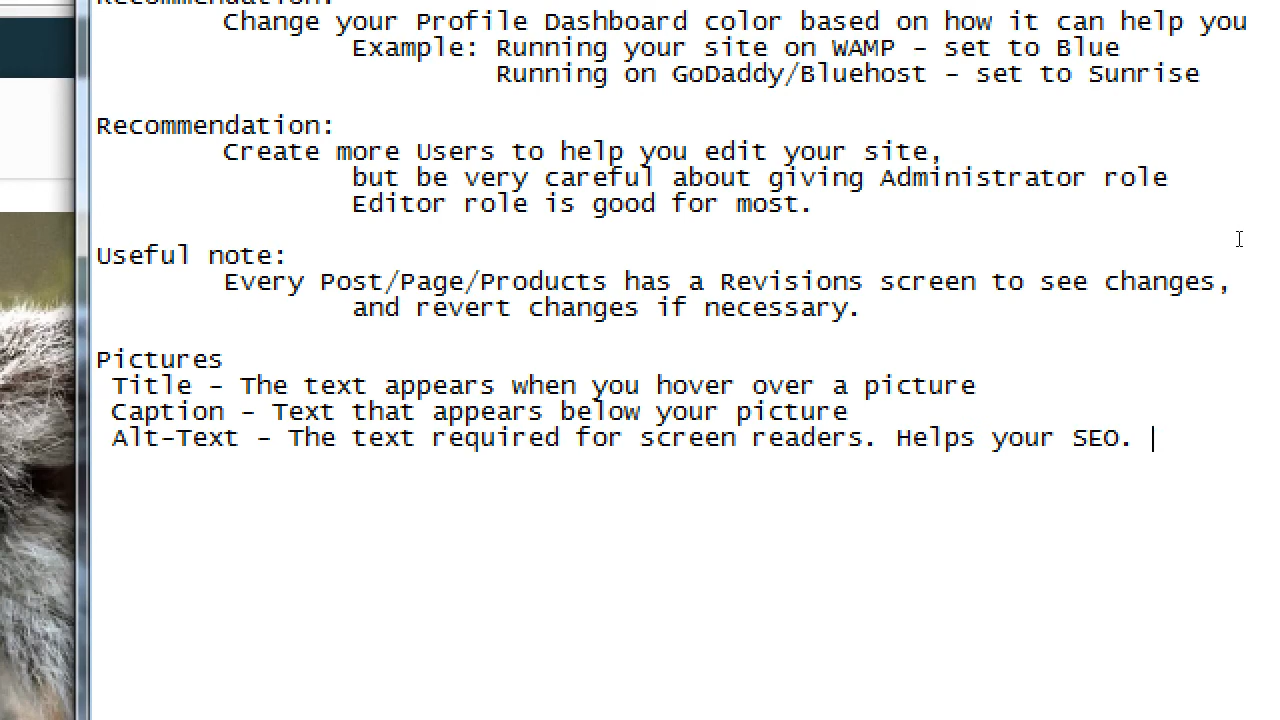 Recommendation:
Change your Profile Dashboard color based on how it can help you
Example: Running your site on WAMP - set to Blue
Running on GoDaddy/Bluehost - set to Sunrise
Recommendation:
Create more Users to help you edit your site,
but be very careful about giving Administrator role
Editor role is good for most.
Useful note:
Every Post/Page/Products has a Revisions screen to see changes,
and revert changes if necessary.
Pictures
Title - The text appears when you hover over a picture
Caption - Text that appears below your picture
Alt-Text - The text required for screen readers. Helps your SEO.